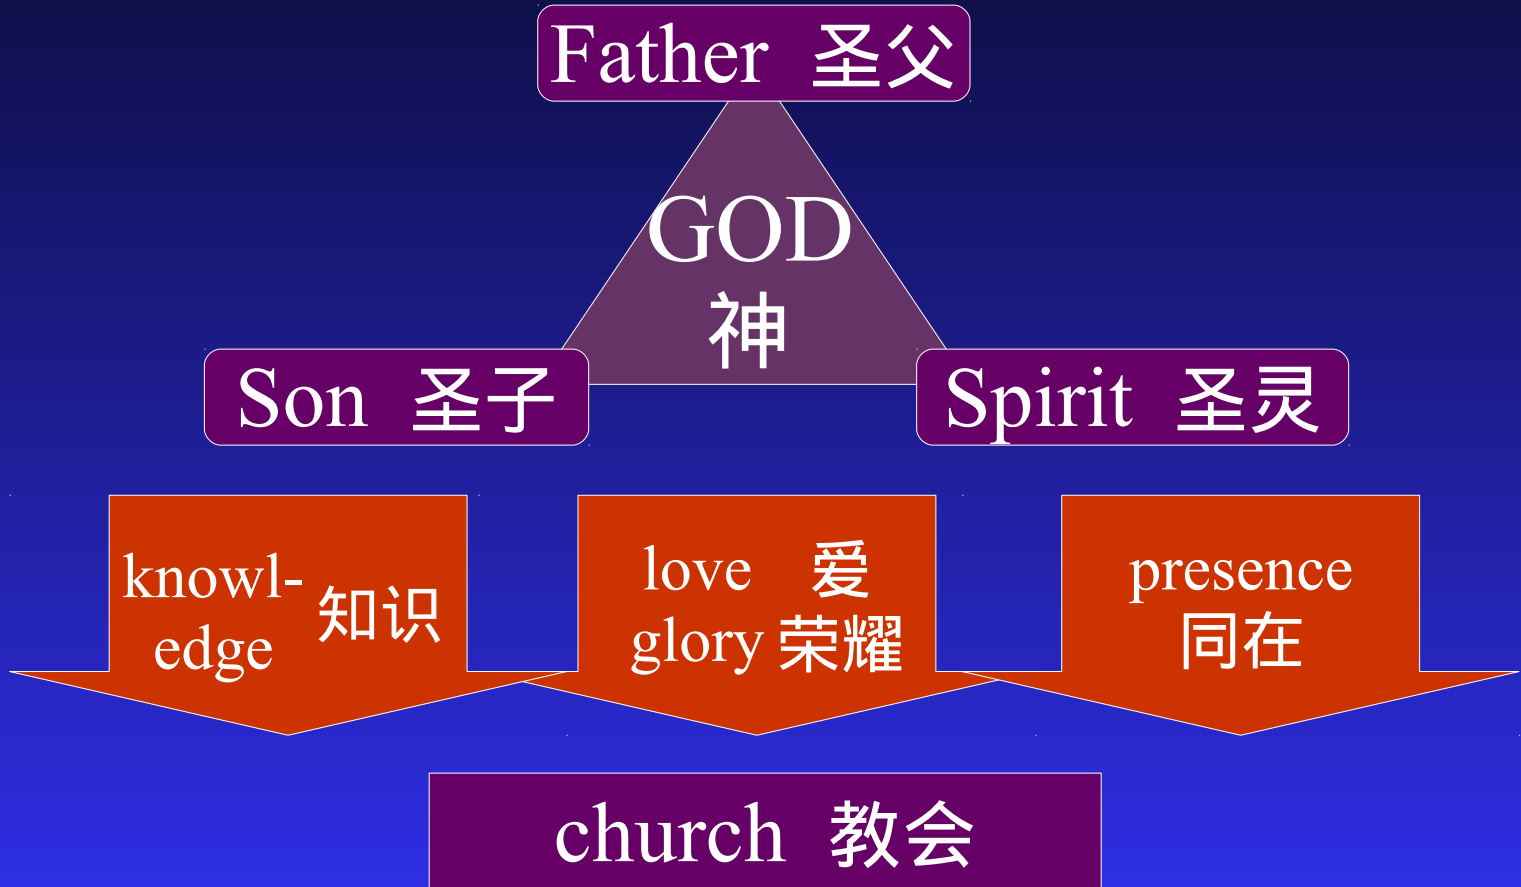 Father 圣父
GOD
神
Son 圣子
Spirit 圣灵
knowl-
edge
知识
love 爱
glory 荣耀
presence
同在
church 教会